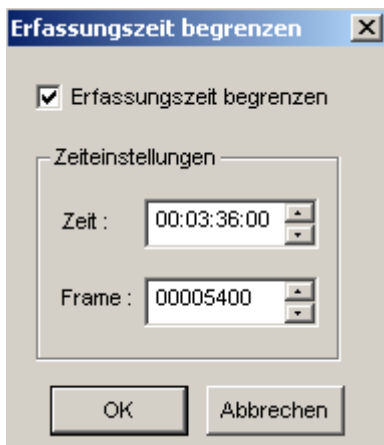 Erfassungszeit begrenzen
Erfassungszeit begrenzen
Zeiteinstellungen
Zeit : 00:03:36:00
Frame : 00005400
OK Abbrechen